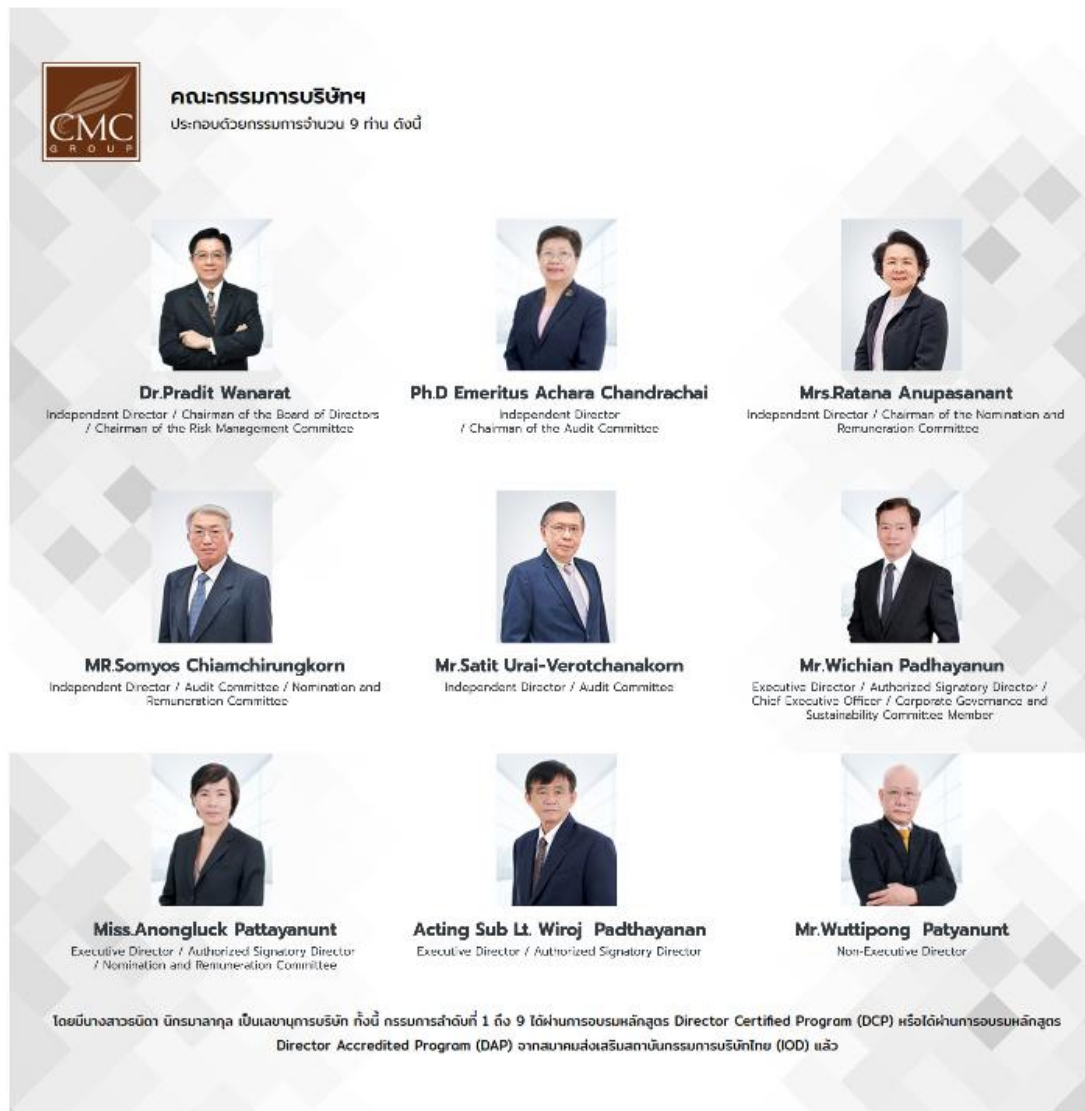 CMC
GROUP
คณะกรรมการบริษัทฯ
ประกอบด้วยกรรมการจำนวน 9 ท่าน ดังนี้
Dr.Pradit Wanarat
Independent Director / Chairman of the Board of Directors
/ Chairman of the Risk Management Committee
Ph.D Emeritus Achara Chandrachai
Independent Director
/ Chairman of the Audit Committee
Mrs.Ratana Anupasanant
Independent Director / Chairman of the Nomination and
Remuneration Committee
MR.Somyos Chiamchirungkorn
Independent Director / Audit Committee / Nomination and
Remuneration Committee
Mr.Satit Urai-Verotchanakorn
Independent Director / Audit Committee
Mr.Wichian Padhayanun
Executive Director / Authorized Signatory Director /
Chief Executive Officer / Corporate Governance and
Sustainability Committee Member
Miss.Anongluck Pattayanunt
Executive Director / Authorized Signatory Director
/ Nomination and Remuneration Committee
Acting Sub Lt. Wiroj Padthayanan
Executive Director / Authorized Signatory Director
Mr.Wuttipong Patyanunt
Non-Executive Director
โดยมีนางสาวธนิดา นิกรมาลากุล เป็นเลขานุการบริษัท ทั้งนี้ กรรมการลำดับที่ 1 ถึง 9 ได้ผ่านการอบรมหลักสูตร Director Certified Program (DCP) หรือได้ผ่านการอบรมหลักสูตร
Director Accredited Program (DAP) จากสมาคมส่งเสริมสถาบันกรรมการบริษัทไทย (IOD) แล้ว